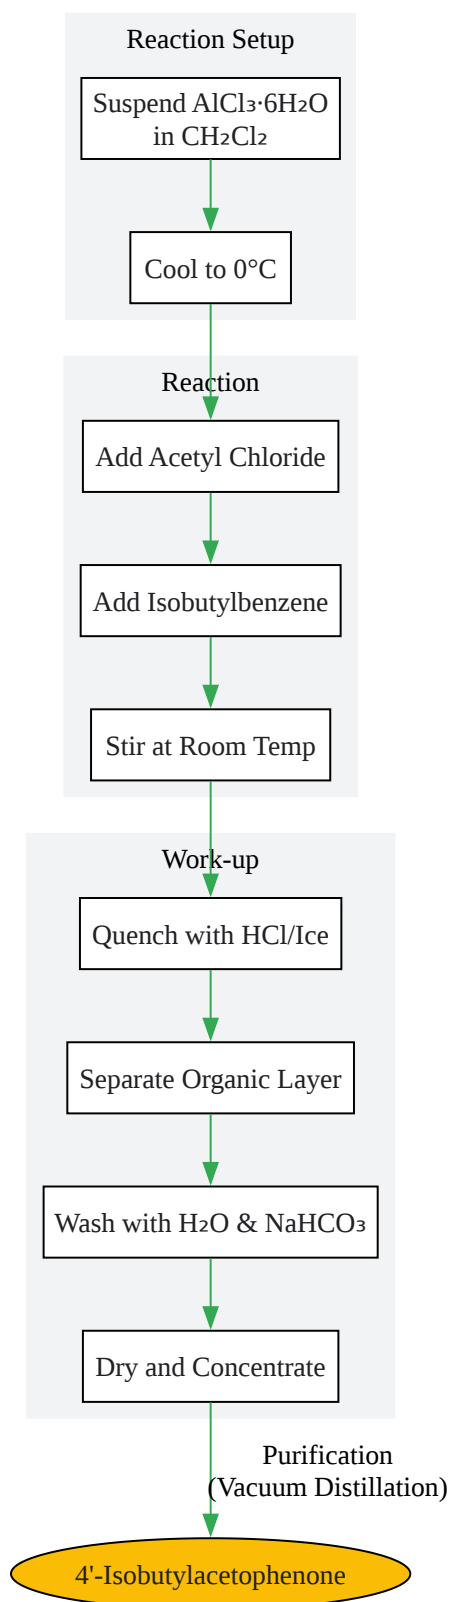 Reaction Setup
Suspend AlCl₃·6H₂O
in CH₂Cl₂
Cool to 0°C
Reaction
Add Acetyl Chloride
Add Isobutylbenzene
Stir at Room Temp
Work-up
Quench with HCl/Ice
Separate Organic Layer
Wash with H₂O & NaHCO₃
Dry and Concentrate
Purification
(Vacuum Distillation)
4'-Isobutylacetophenone